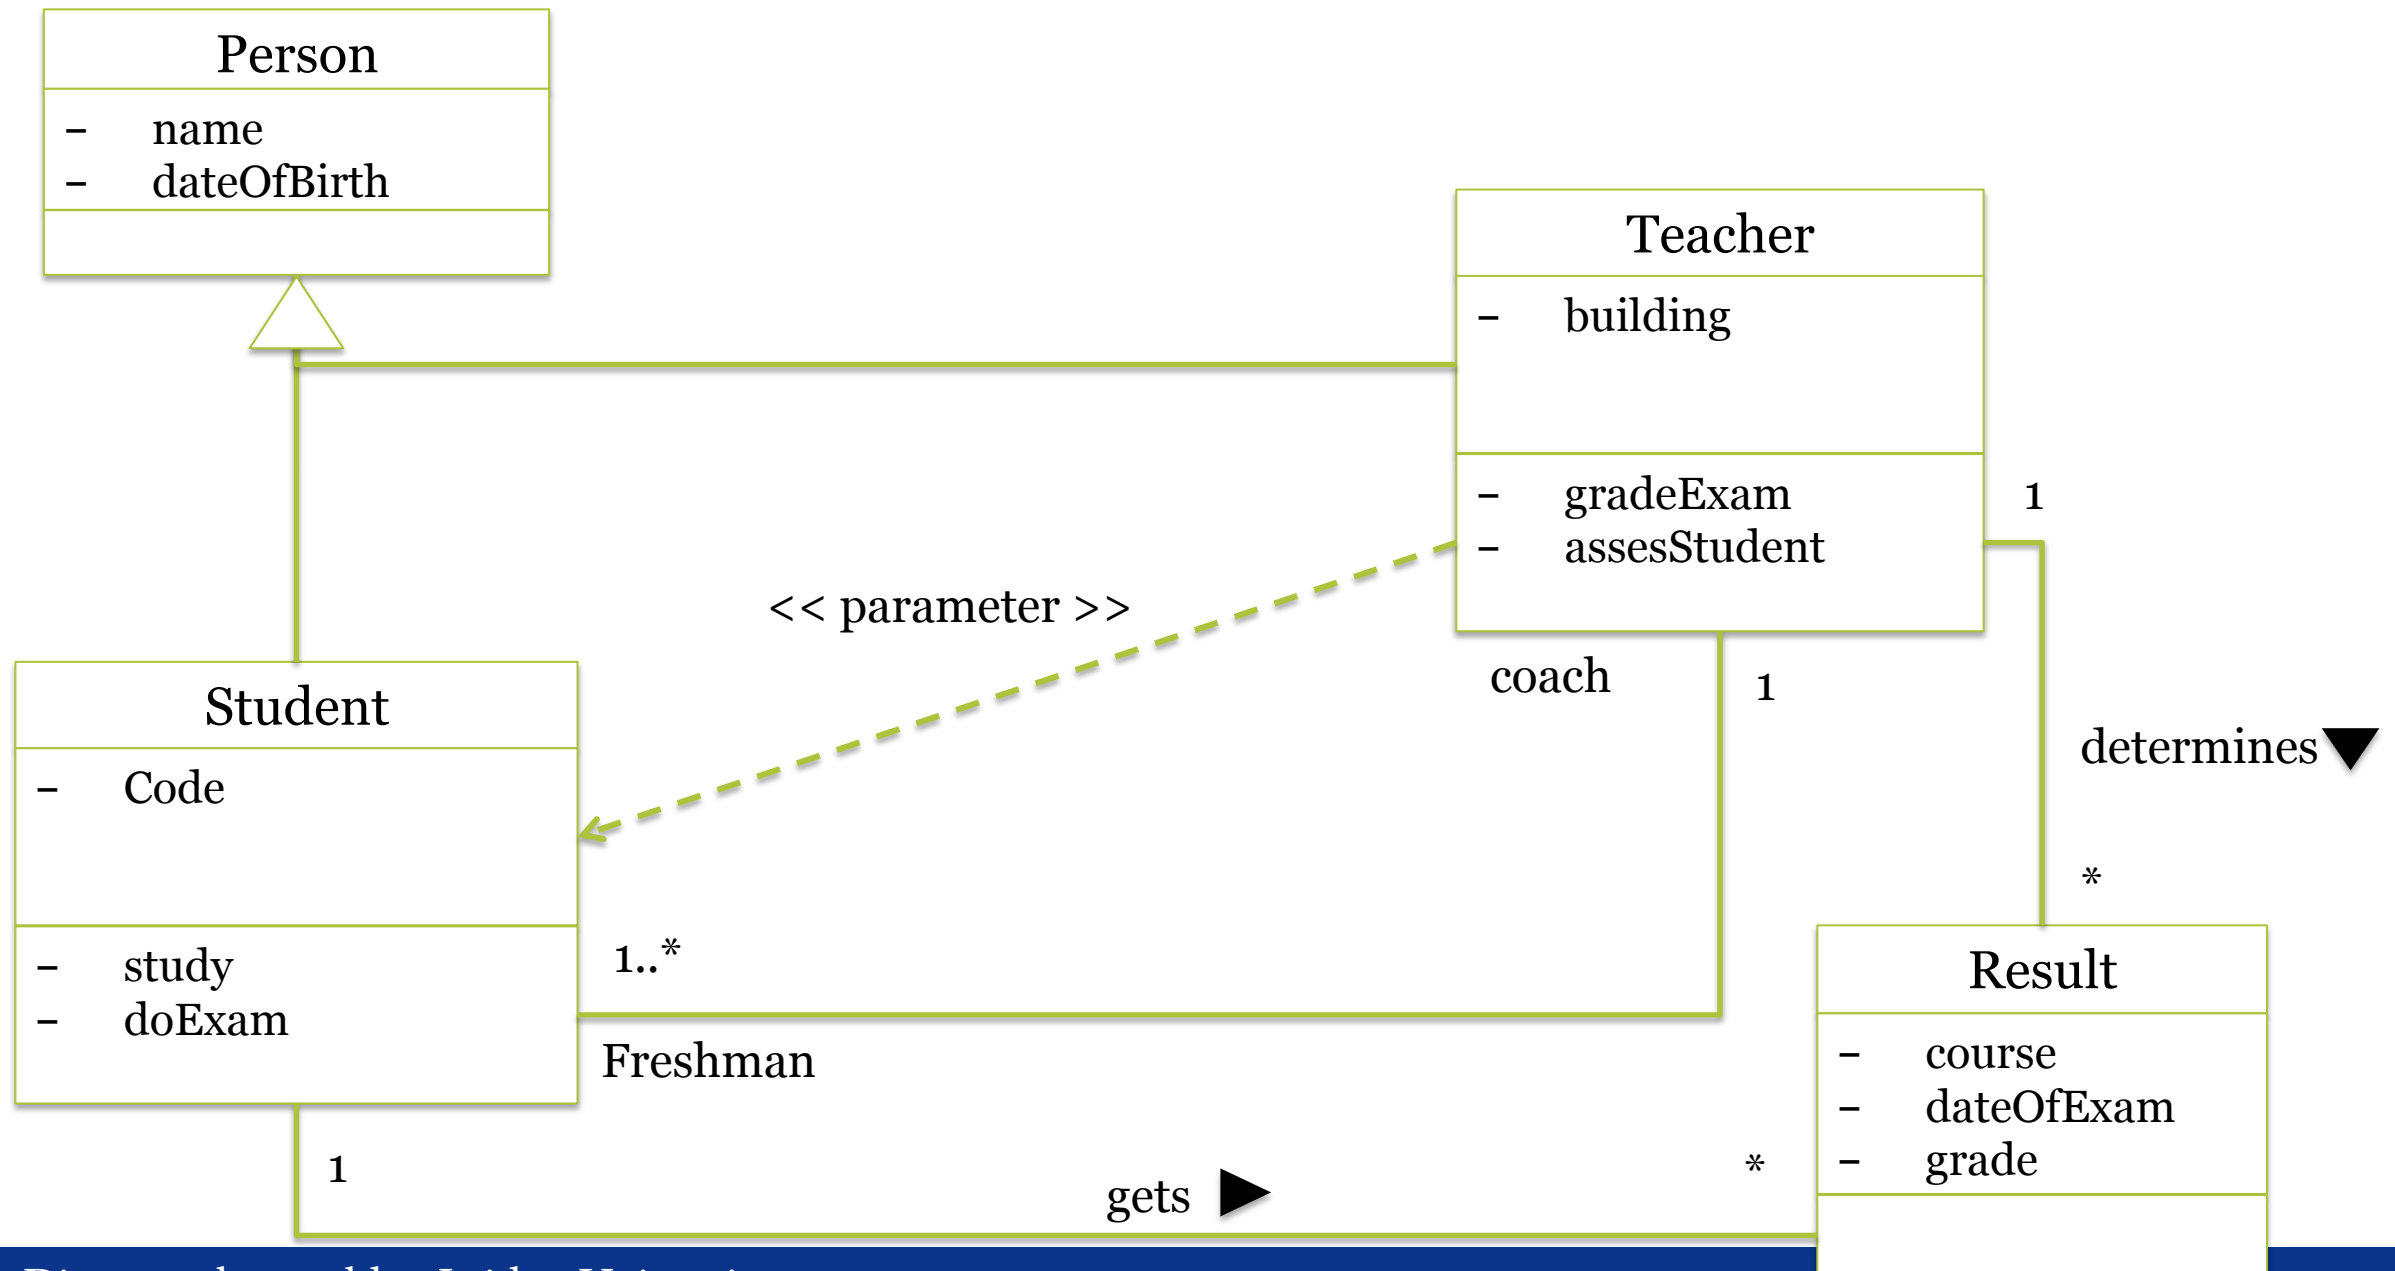 Person
- name
- dateOfBirth
Teacher
- building
- gradeExam
- assesStudent
1
<< parameter >>
coach
1
determines
*
Student
- Code
- study
- doExam
1..*
Freshman
Result
- course
- dateOfExam
- grade
1
gets
*